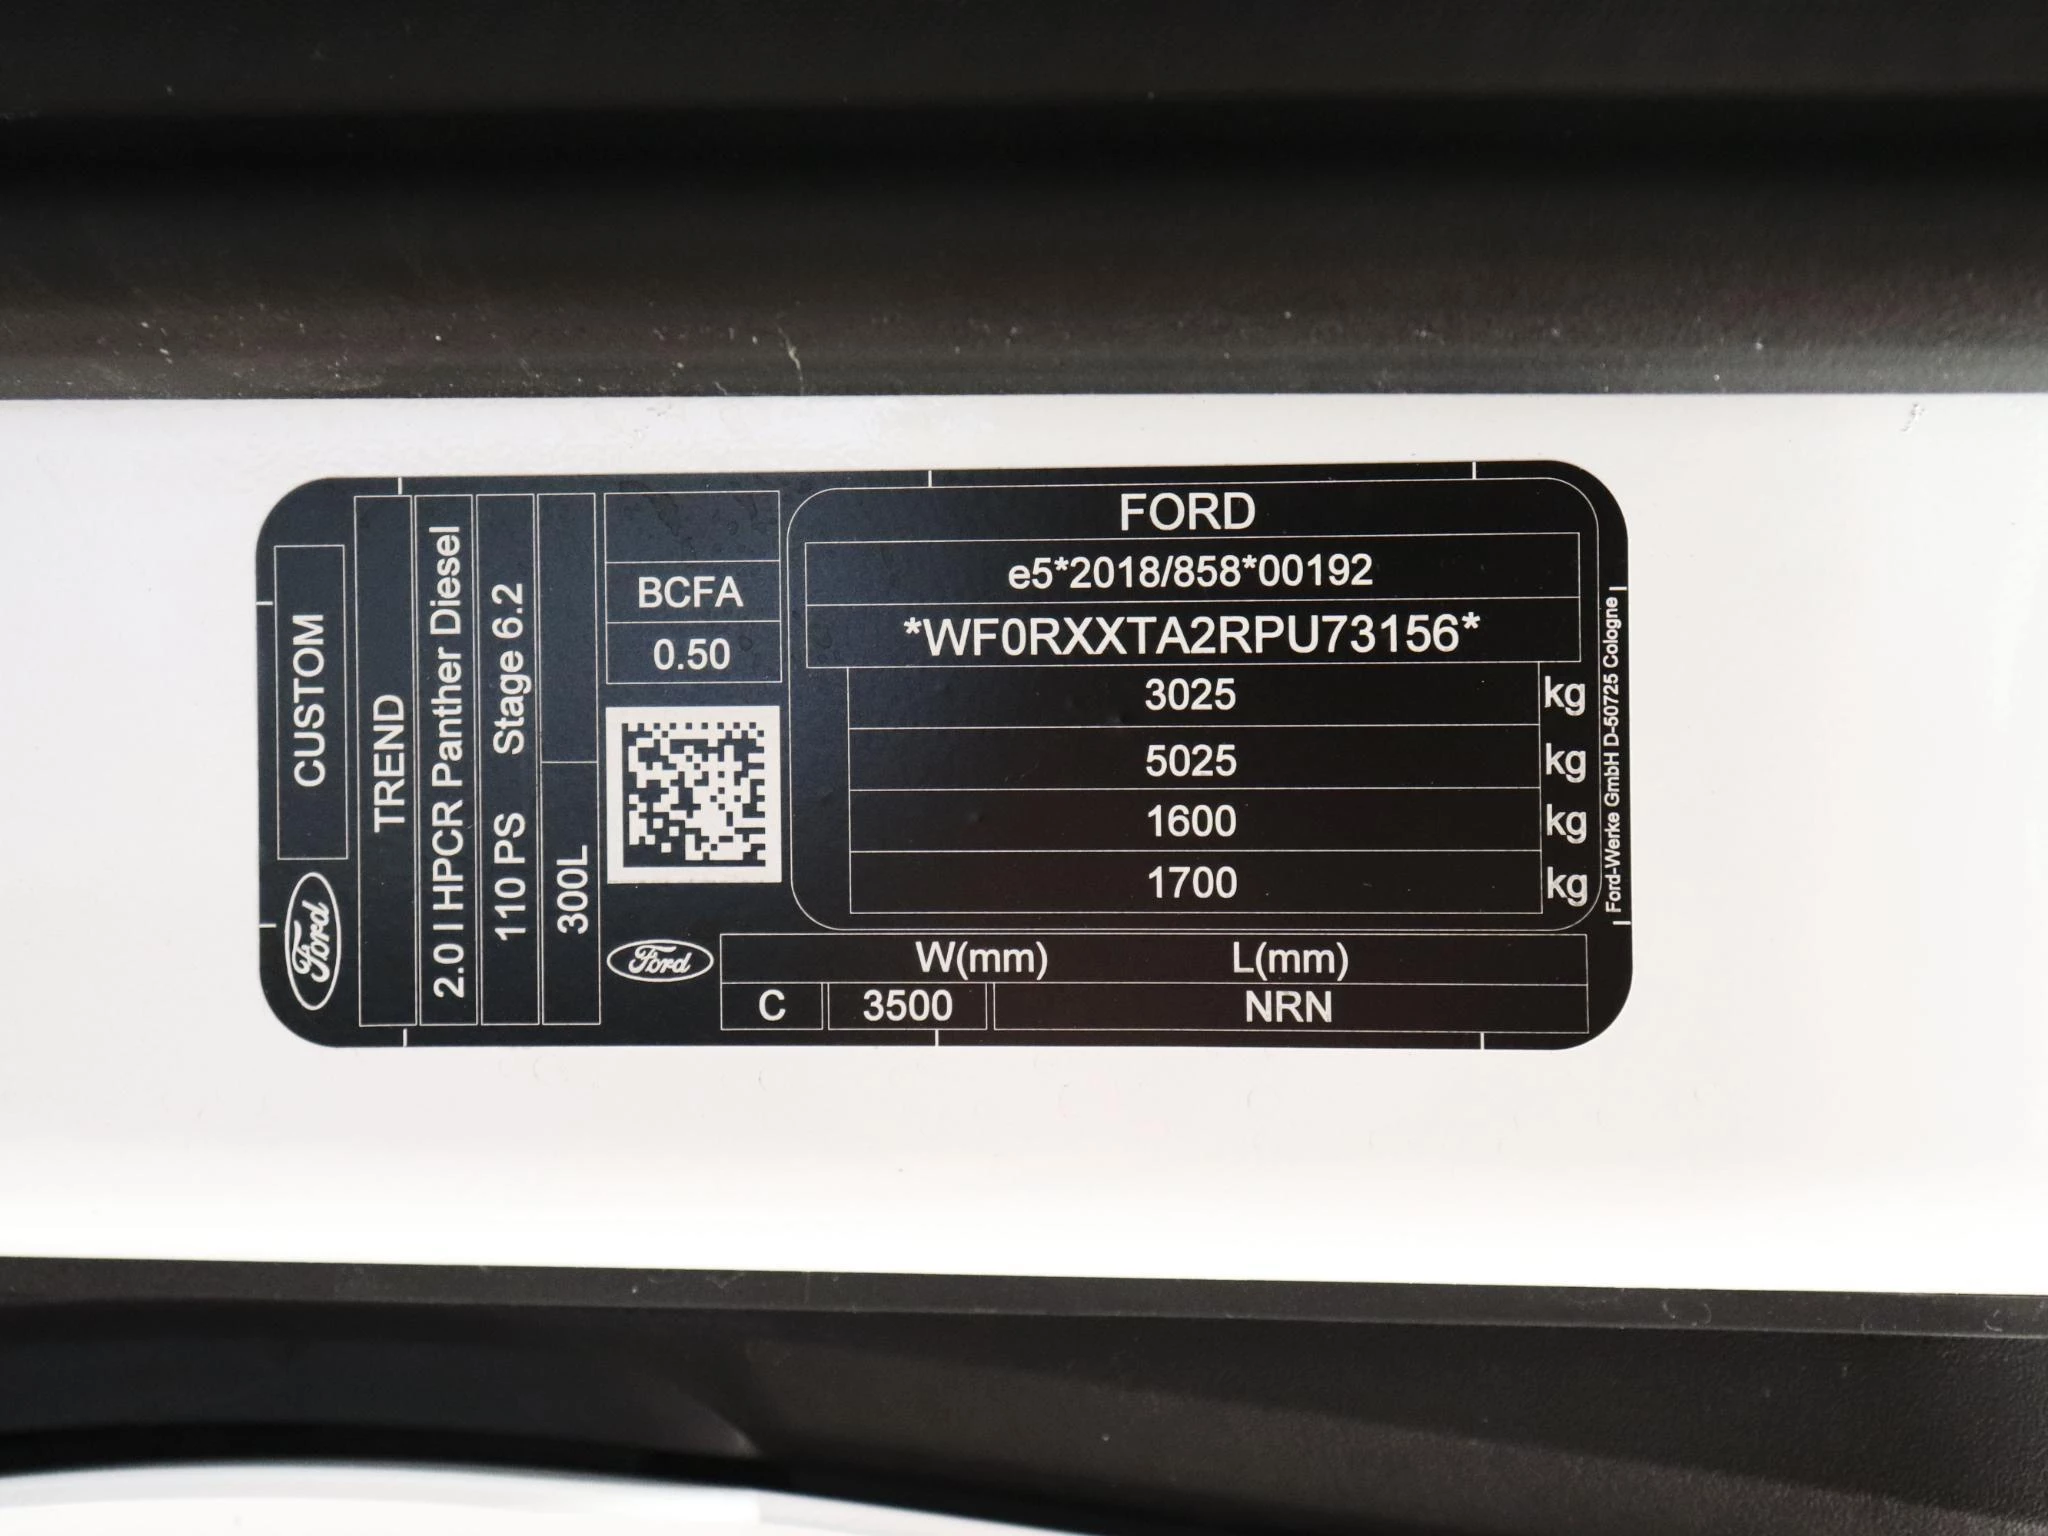 CUSTOM
Ford
TREND
2.0 l HPCR Panther Diesel
110 PS Stage 6.2
300L
BCFA
0.50
Ford
FORD
e5*2018/858*00192
*WF0RXXTA2RPU73156*
3025 kg
5025 kg
1600 kg
1700 kg
Ford-Werke GmbH D-50725 Cologne
W(mm) L(mm)
C 3500 NRN